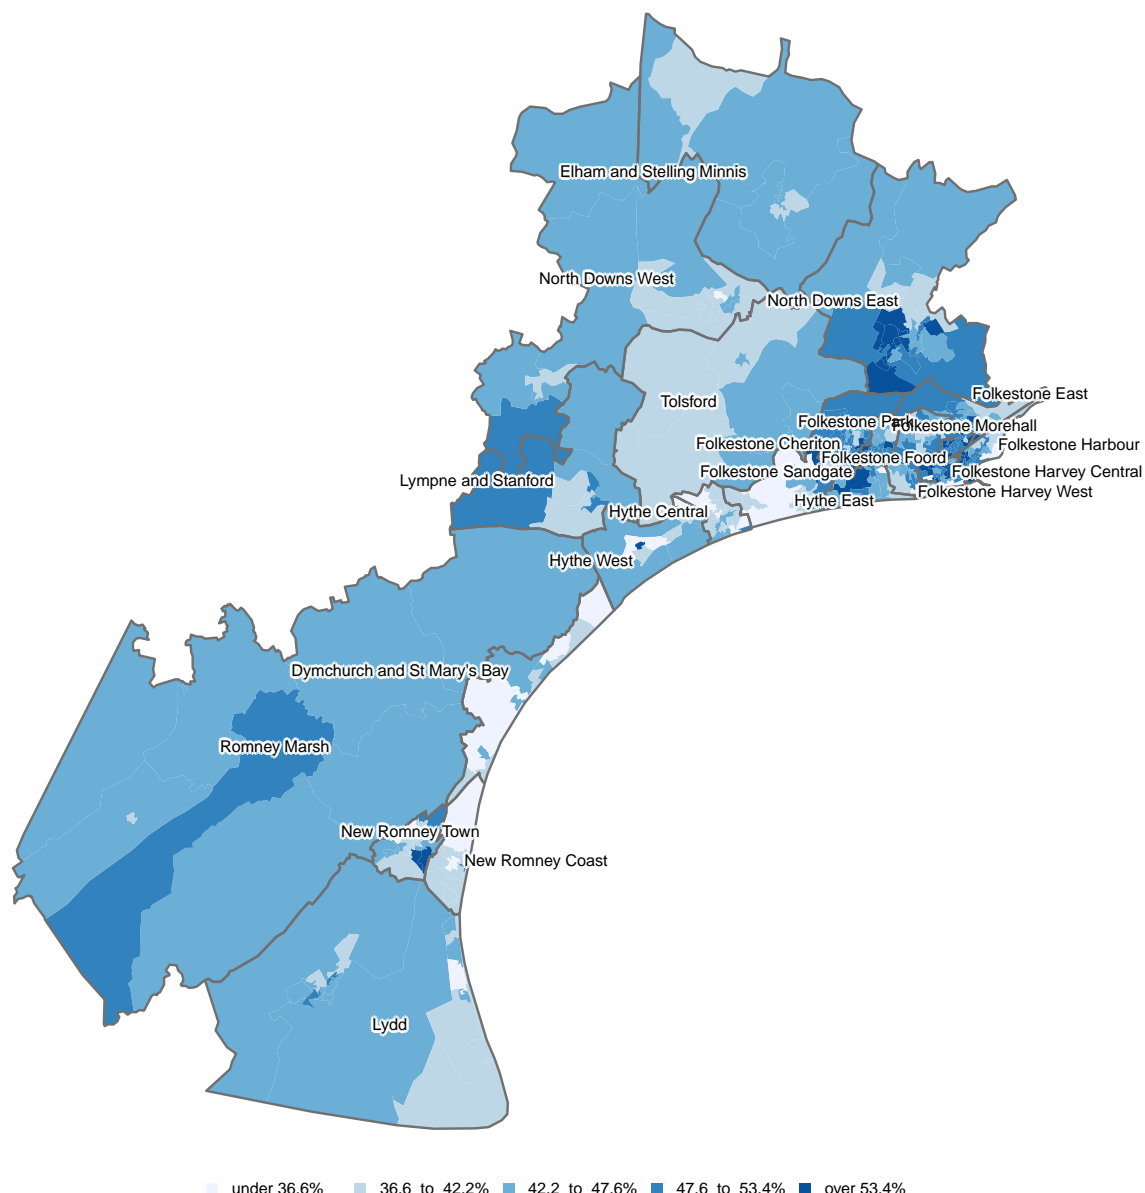 Elham and Stelling Minnis
North Downs West
North Downs East
Folkestone East
Tolsford
Folkestone Park
Folkestone Morehall
Folkestone Cheriton
Folkestone Harbour
Folkestone Foord
Folkestone Sandgate
Folkestone Harvey Central
Lympne and Stanford
Folkestone Harvey West
Hythe East
Hythe Central
Hythe West
Dymchurch and St Mary's Bay
Romney Marsh
New Romney Town
New Romney Coast
Lydd
under 36.6% 36.6 to 42.2% 42.2 to 47.6% 47.6 to 53.4% over 53.4%